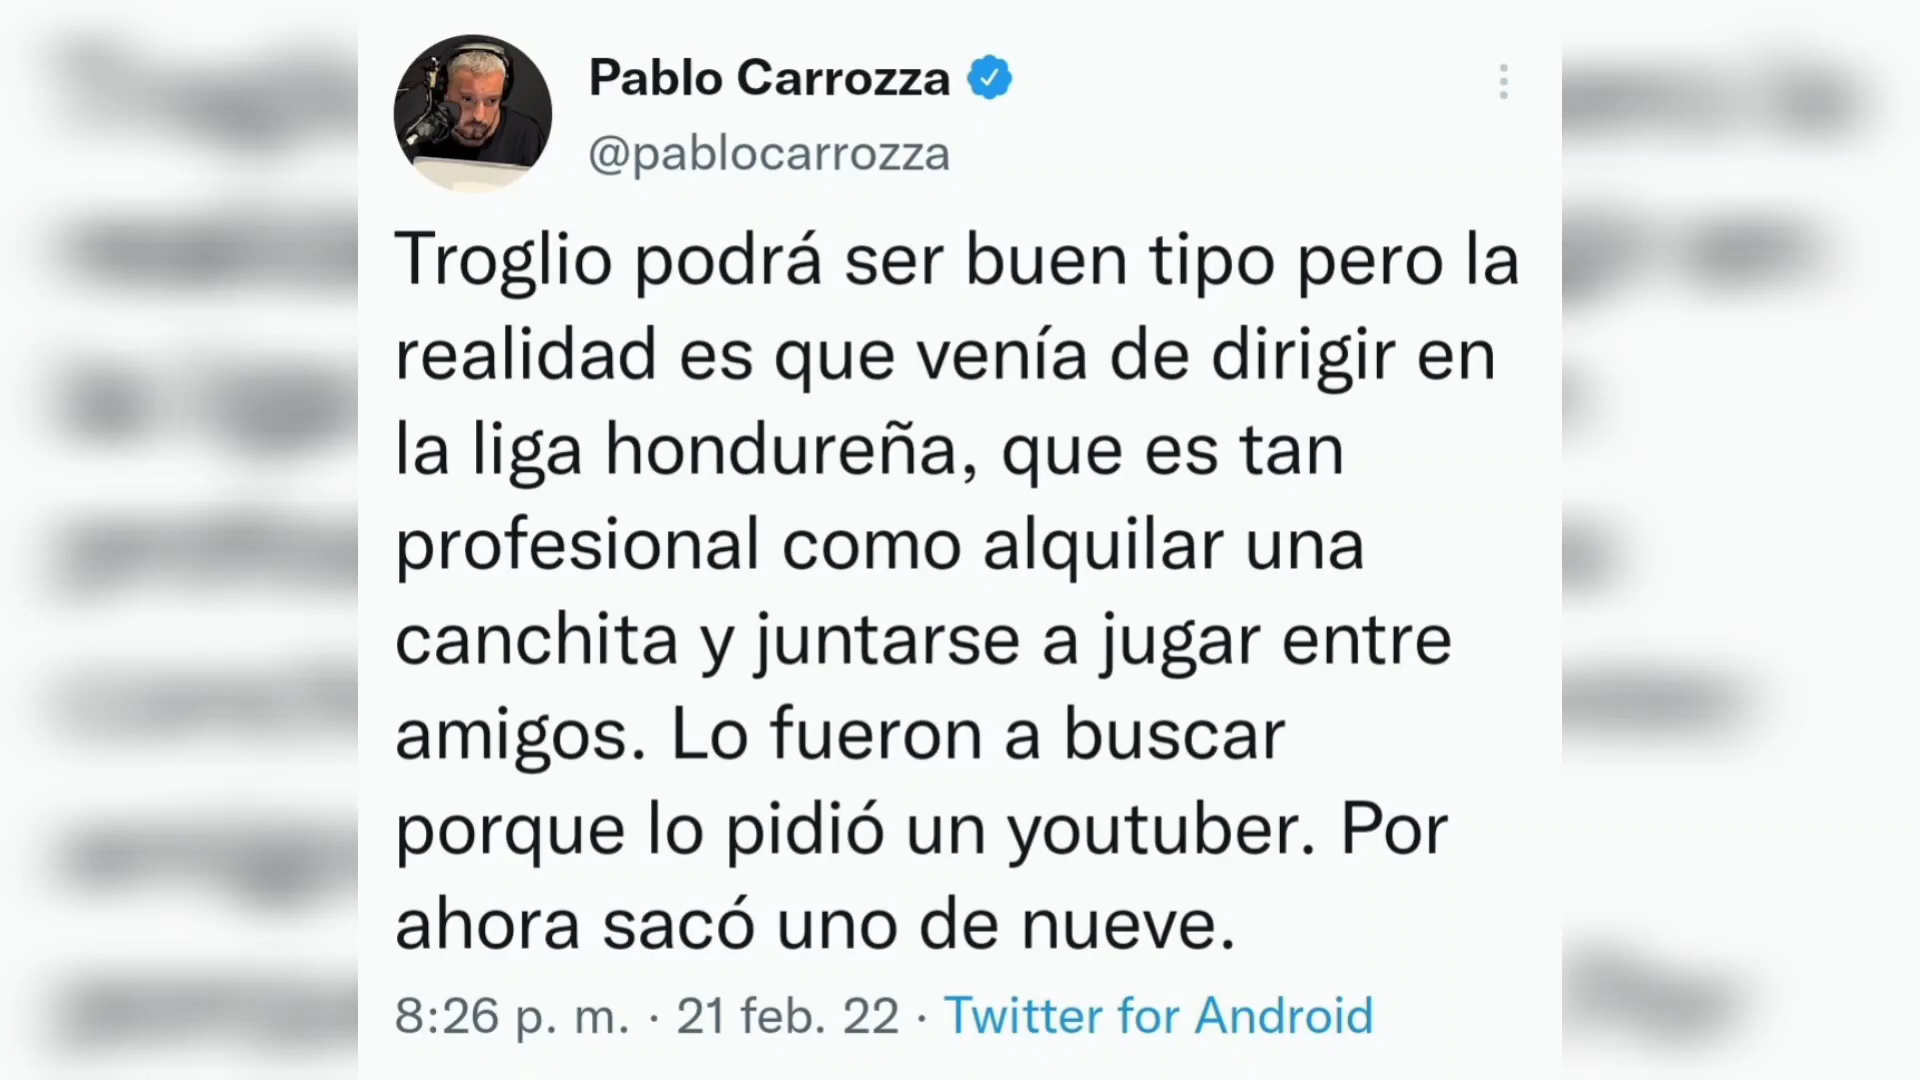 Pablo Carrozza
@pablocarrozza
Troglio podrá ser buen tipo pero la
realidad es que venía de dirigir en
la liga hondureña, que es tan
profesional como alquilar una
canchita y juntarse a jugar entre
amigos. Lo fueron a buscar
porque lo pidió un youtuber. Por
ahora sacó uno de nueve.
8:26 p. m. · 21 feb. 22 · Twitter for Android